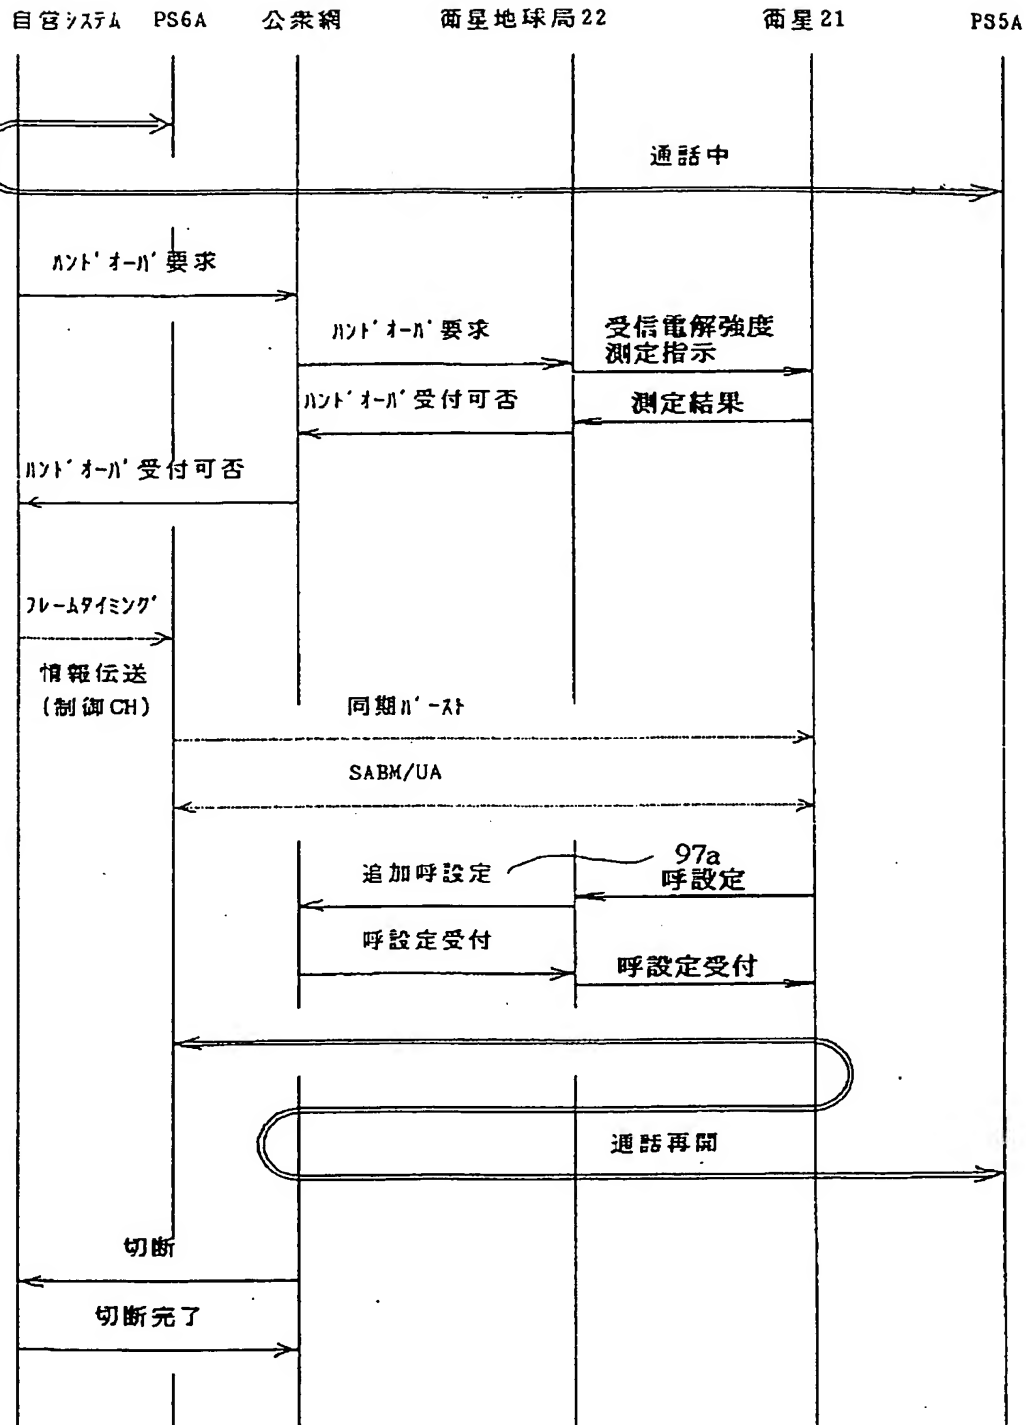 自営システム PS6A 公衆網 衛星地球局22 衛星21 PS5A
通話中
ハンドオーバ要求
ハンドオーバ要求
受信電解強度
測定指示
ハンドオーバ受付可否
測定結果
ハンドオーバ受付可否
フレームタイミング
情報伝送
(制御CH)
同期バースト
SABM/UA
追加呼設定
97a
呼設定
呼設定受付
呼設定受付
通話再開
切断
切断完了